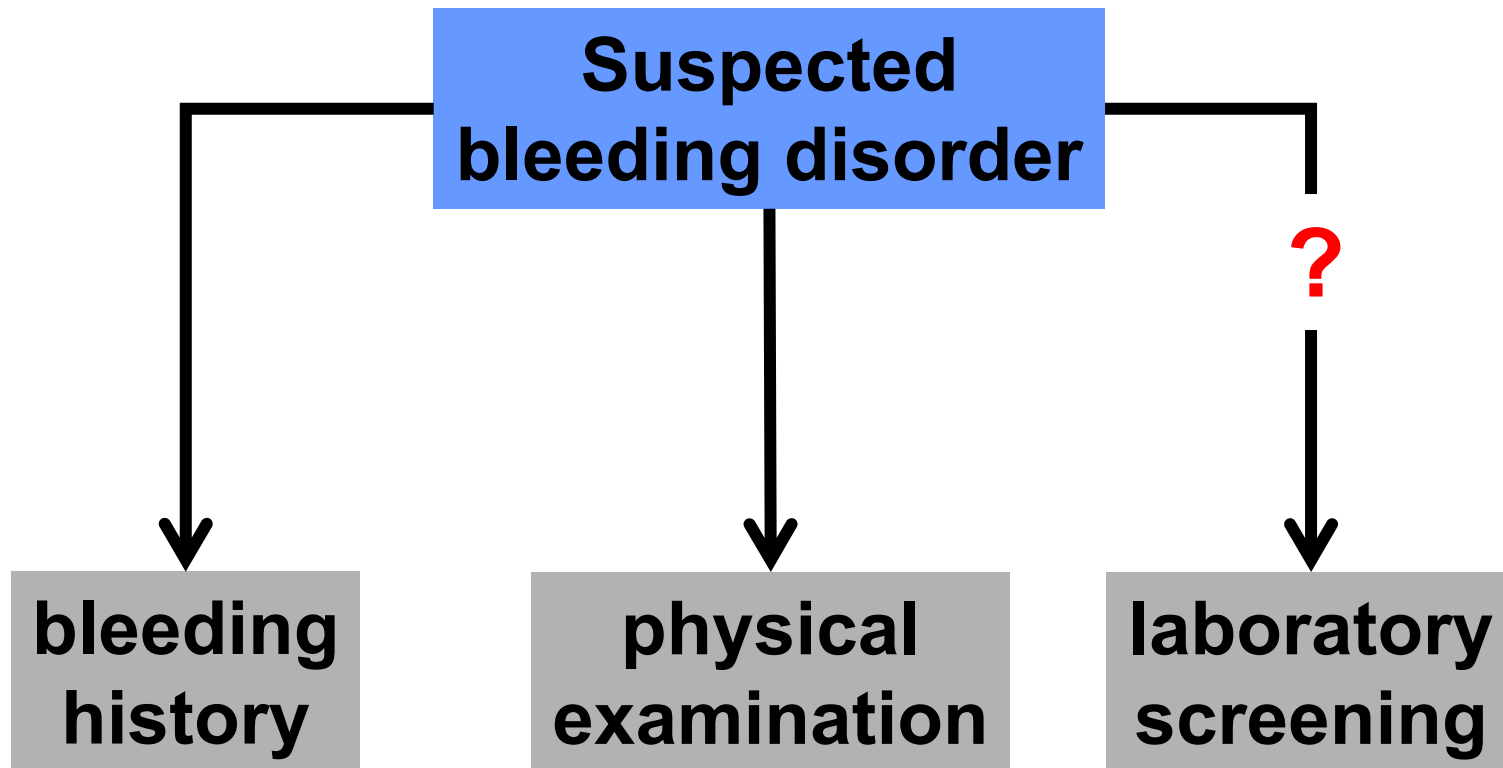 Suspected
bleeding disorder
?
bleeding
history
physical
examination
laboratory
screening